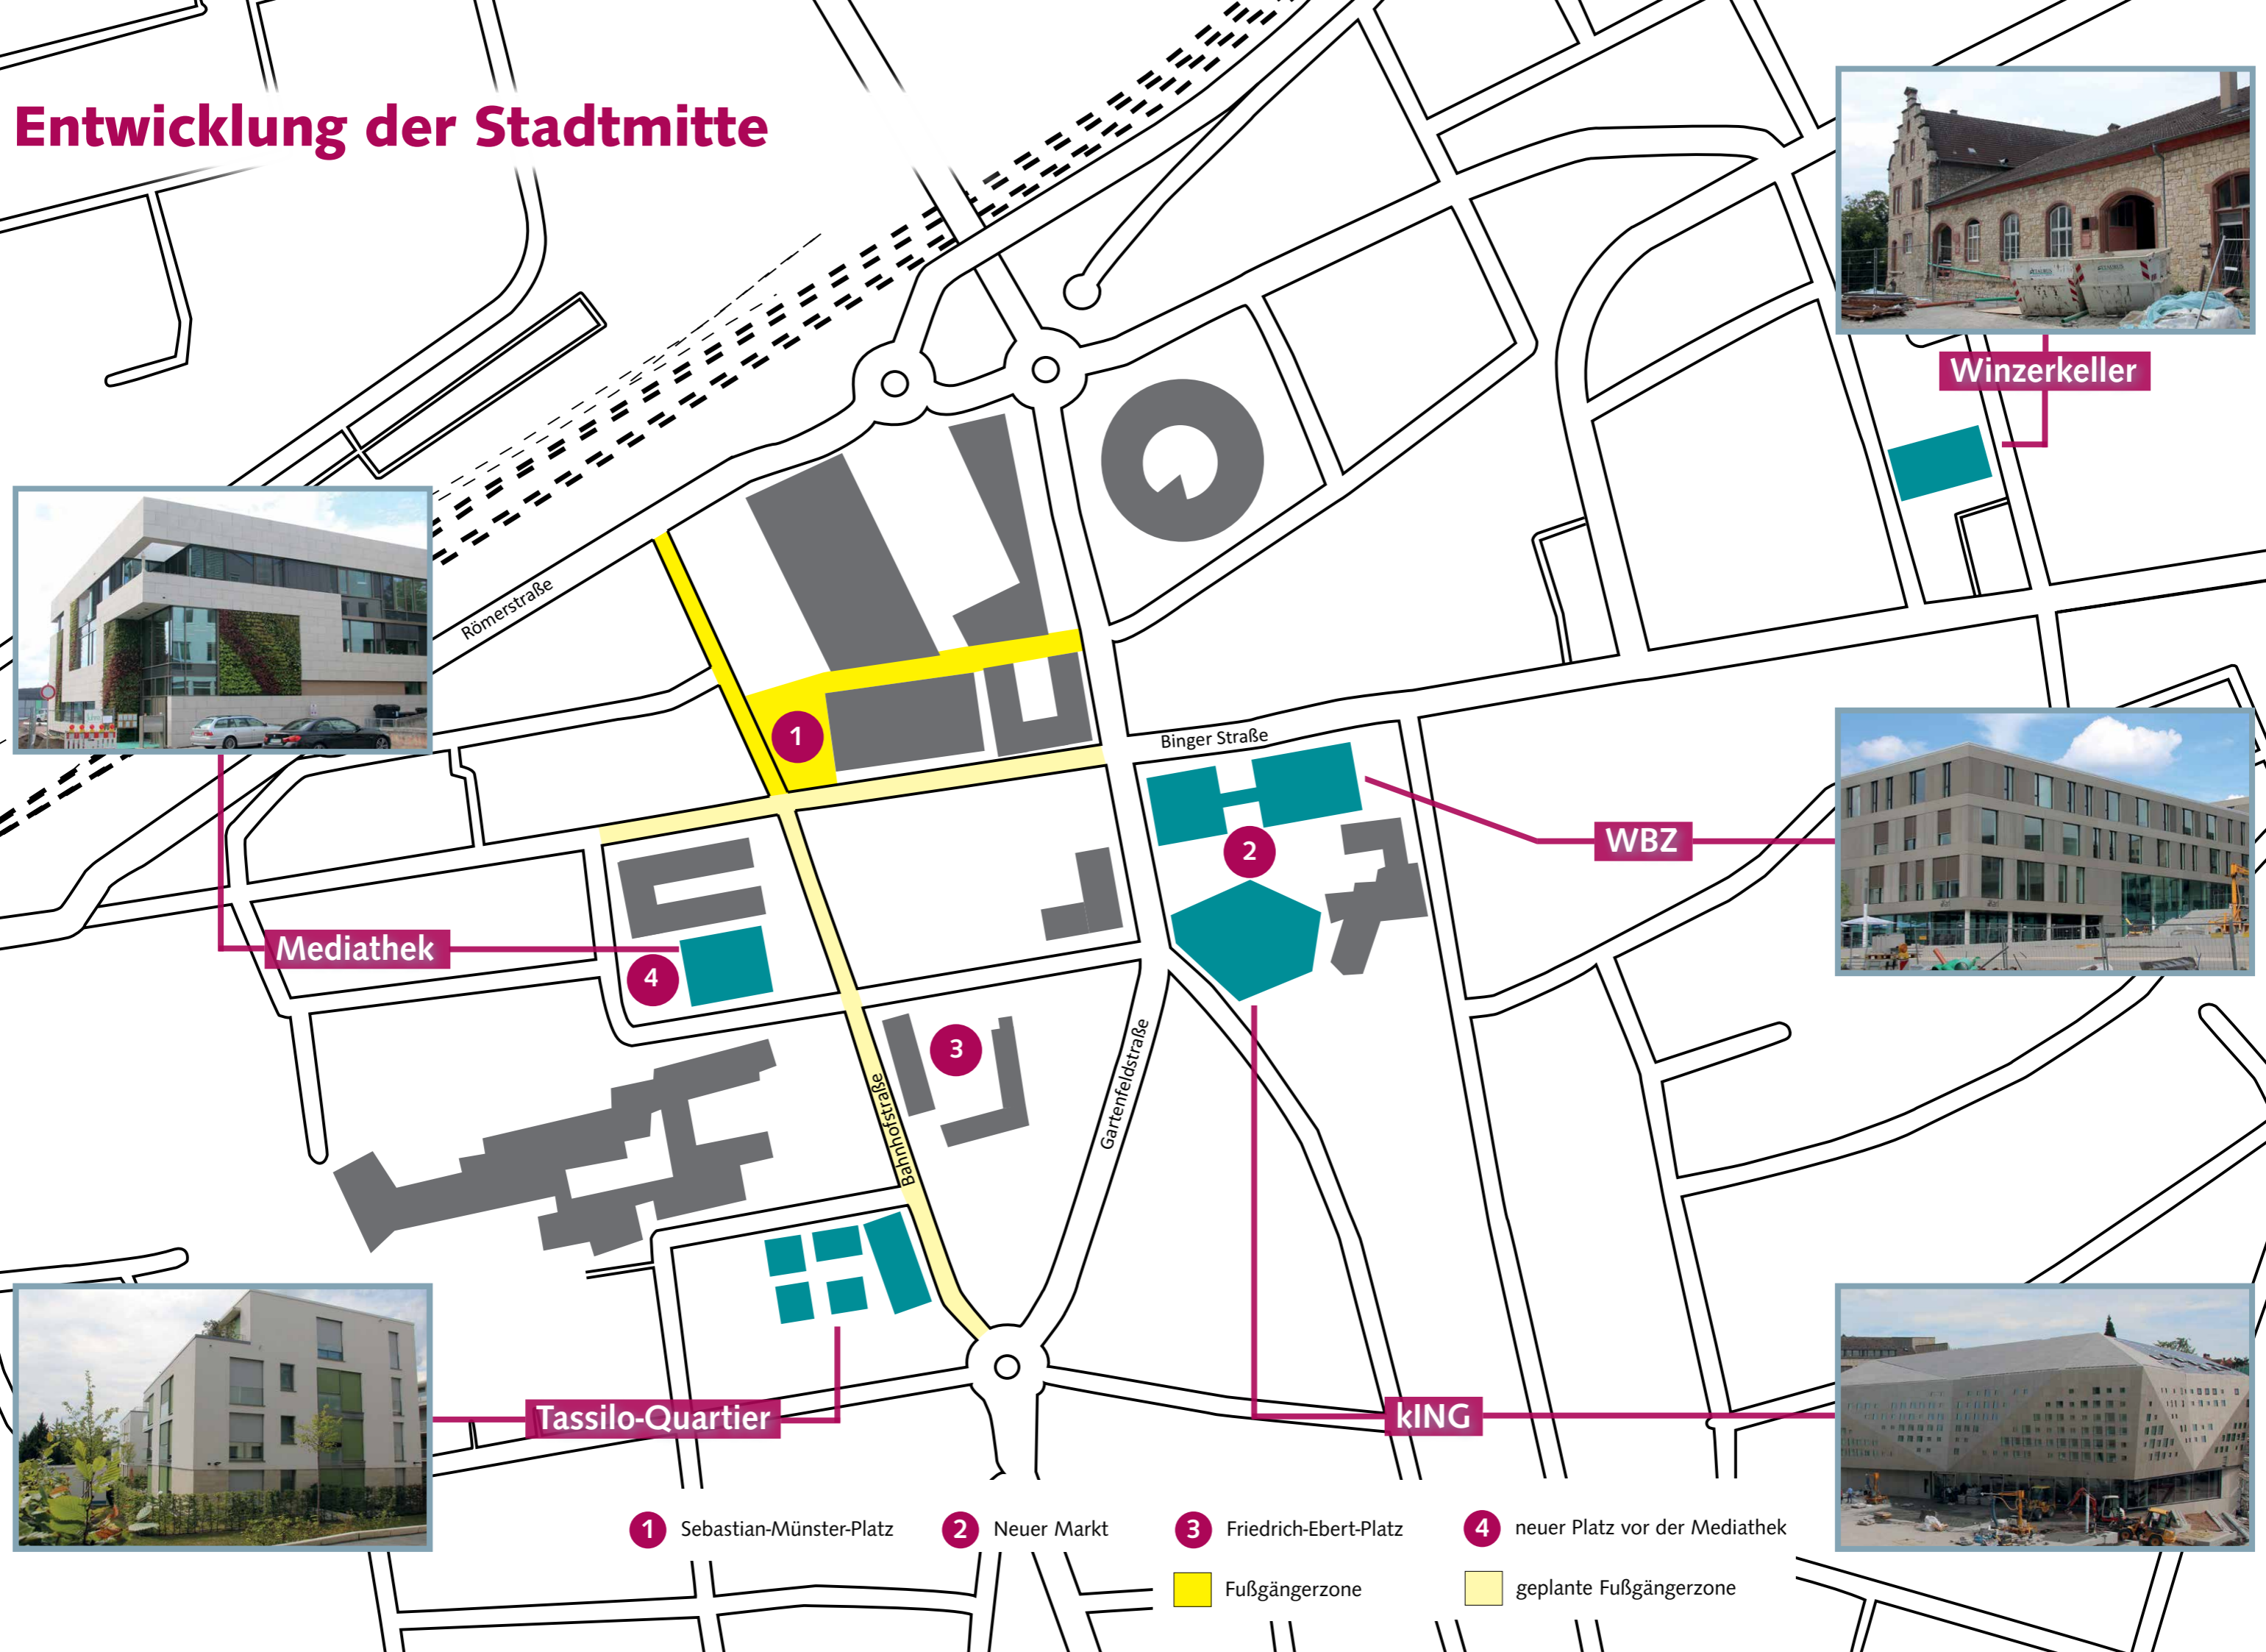 Entwicklung der Stadtmitte
Winzerkeller
Römerstraße
1
Binger Straße
WBZ
2
Mediathek
4
3
Bahnhofstraße
Gartenfeldstraße
Tassilo-Quartier
kING
1 Sebastian-Münster-Platz
2 Neuer Markt
3 Friedrich-Ebert-Platz
4 neuer Platz vor der Mediathek
Fußgängerzone
geplante Fußgängerzone